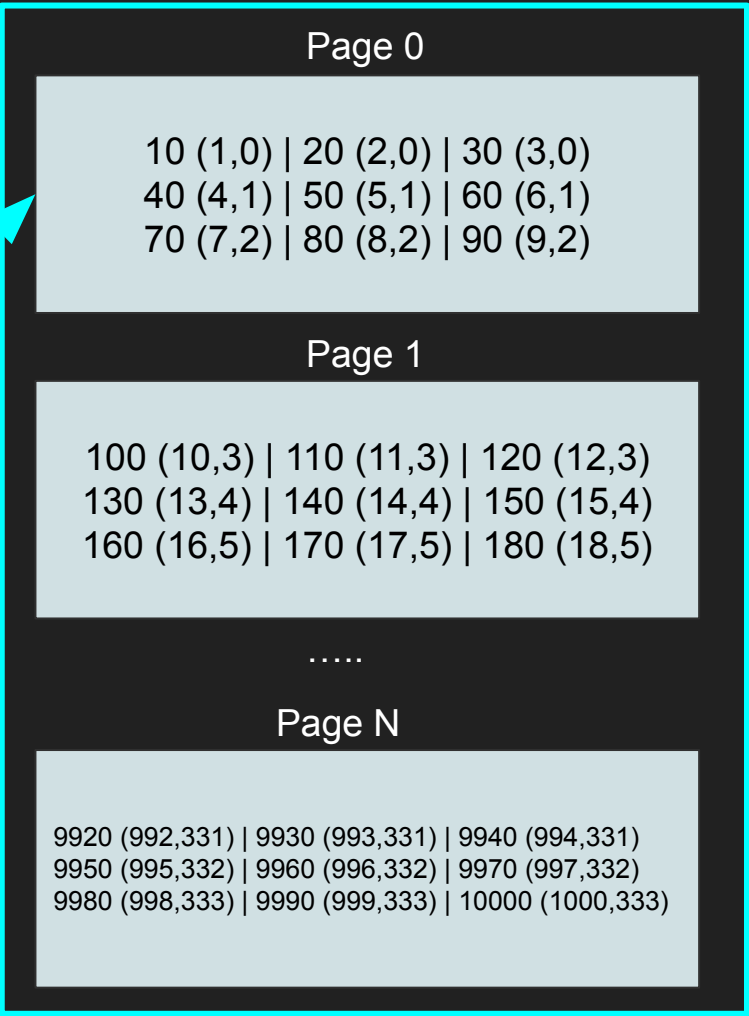 Page 0
10 (1,0) | 20 (2,0) | 30 (3,0)
40 (4,1) | 50 (5,1) | 60 (6,1)
70 (7,2) | 80 (8,2) | 90 (9,2)
Page 1
100 (10,3) | 110 (11,3) | 120 (12,3)
130 (13,4) | 140 (14,4) | 150 (15,4)
160 (16,5) | 170 (17,5) | 180 (18,5)
…..
Page N
9920 (992,331) | 9930 (993,331) | 9940 (994,331)
9950 (995,332) | 9960 (996,332) | 9970 (997,332)
9980 (998,333) | 9990 (999,333) | 10000 (1000,333)